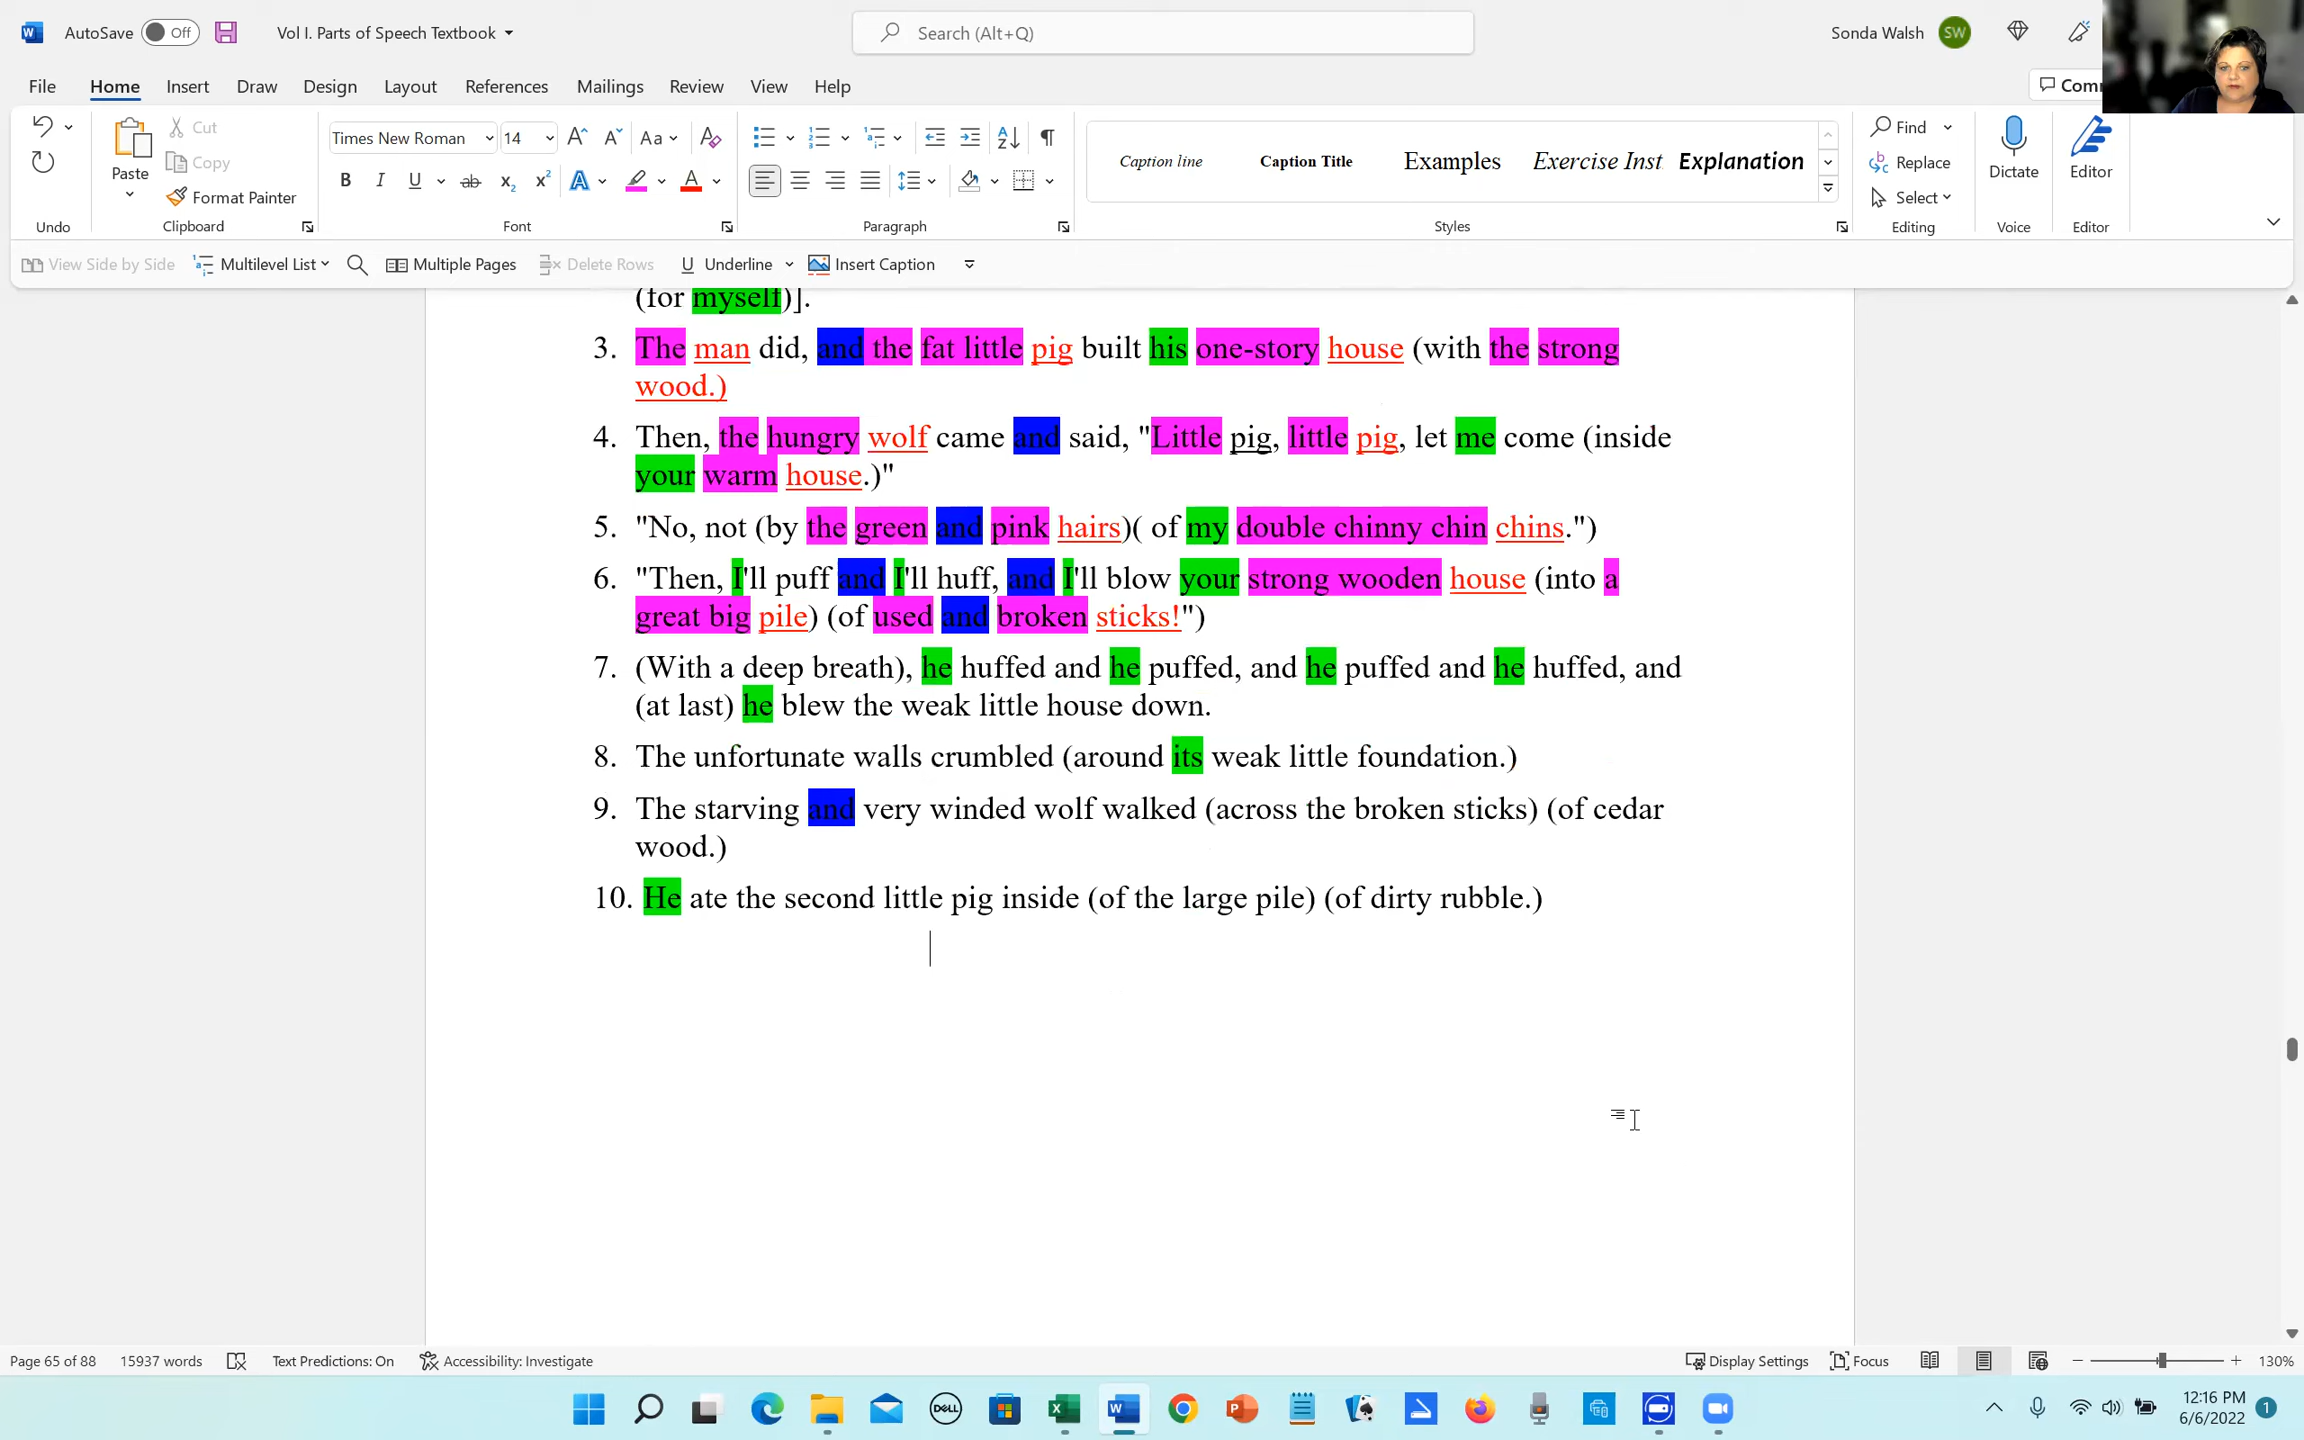 AutoSave Off Vol I. Parts of Speech Textbook Search (Alt+Q) Sonda Walsh SW
File Home Insert Draw Design Layout References Mailings Review View Help
Undo
Paste Cut Copy Format Painter
Clipboard
Times New Roman 14 Aa
B I U ab x₂ x² A A
Font
Paragraph
Caption line Caption Title Examples Exercise Inst Explanation
Styles
Find Replace Select
Editing
Dictate
Voice
Editor
Editor
View Side by Side Multilevel List Multiple Pages Delete Rows U Underline Insert Caption
(for myself)].
3. The man did, and the fat little pig built his one-story house (with the strong
wood.)
4. Then, the hungry wolf came and said, "Little pig, little pig, let me come (inside
your warm house.)"
5. "No, not (by the green and pink hairs)( of my double chinny chin chins.")
6. "Then, I'll puff and I'll huff, and I'll blow your strong wooden house (into a
great big pile) (of used and broken sticks!")
7. (With a deep breath), he huffed and he puffed, and he puffed and he huffed, and
(at last) he blew the weak little house down.
8. The unfortunate walls crumbled (around its weak little foundation.)
9. The starving and very winded wolf walked (across the broken sticks) (of cedar
wood.)
10. He ate the second little pig inside (of the large pile) (of dirty rubble.)
Page 65 of 88 15937 words Text Predictions: On Accessibility: Investigate Display Settings Focus 130%
DELL
12:16 PM
6/6/2022 1